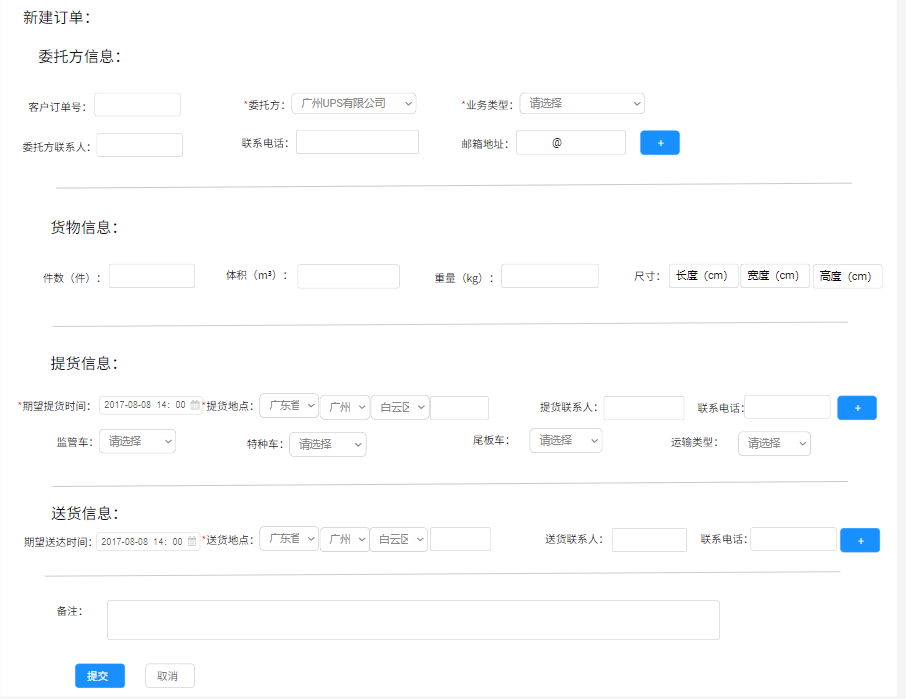 新建订单：
委托方信息：
客户订单号： *委托方： 广州UPS有限公司 *业务类型： 请选择
委托方联系人： 联系电话： 邮箱地址： @ +
货物信息：
件数（件）： 体积（m³）： 重量（kg）： 尺寸： 长度（cm） 宽度（cm） 高度（cm）
提货信息：
*期望提货时间： 2017-08-08 14：00 *提货地点： 广东省 广州 白云区 提货联系人： 联系电话： +
监管车： 请选择 特种车： 请选择 尾板车： 请选择 运输类型： 请选择
送货信息：
期望送达时间： 2017-08-08 14：00 *送货地点： 广东省 广州 白云区 送货联系人： 联系电话： +
备注：
提交 取消